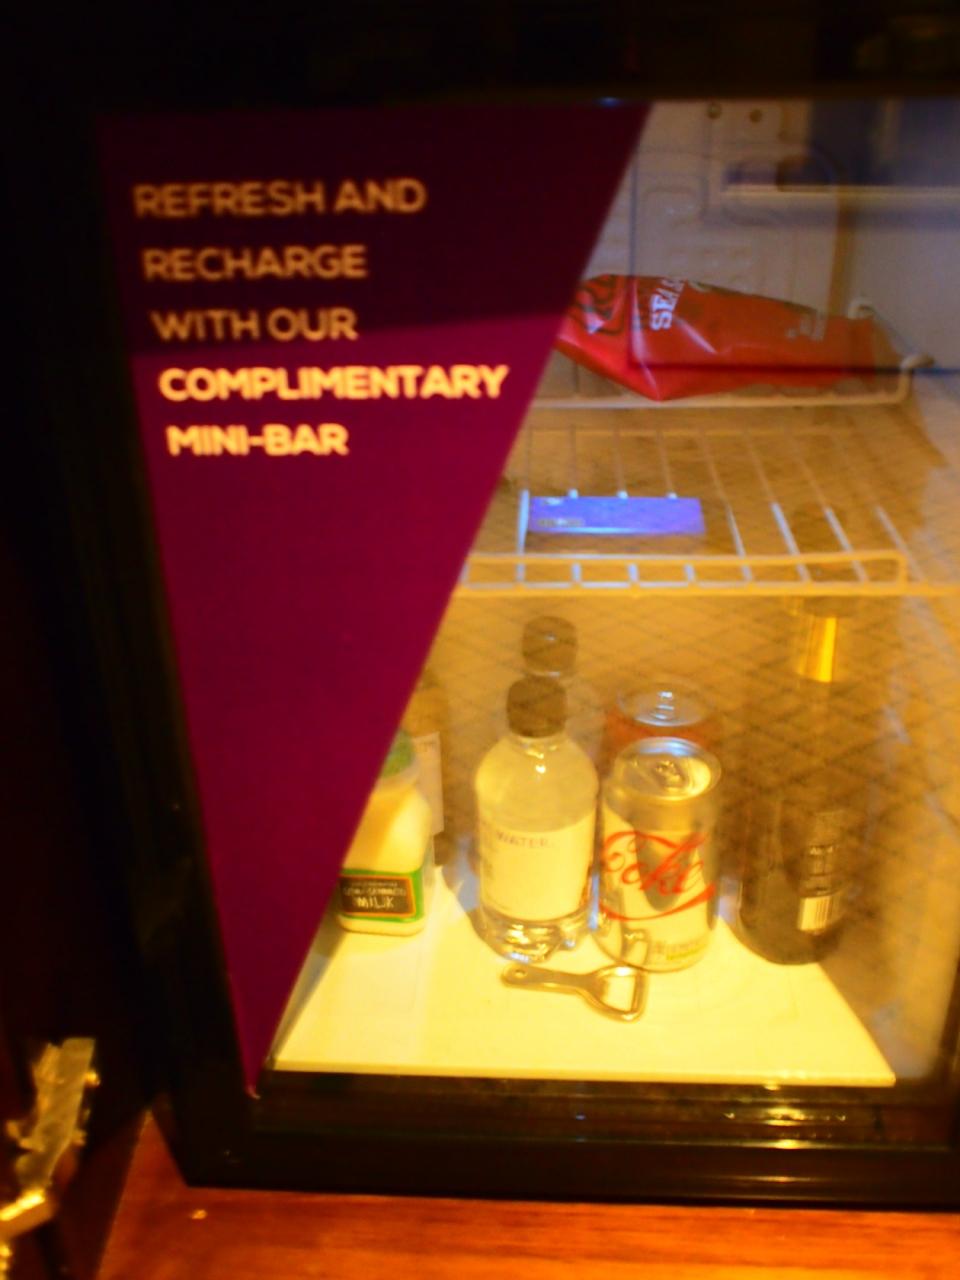 REFRESH AND
RECHARGE
WITH OUR
COMPLIMENTARY
MINI-BAR
WATER
Coke
MILK